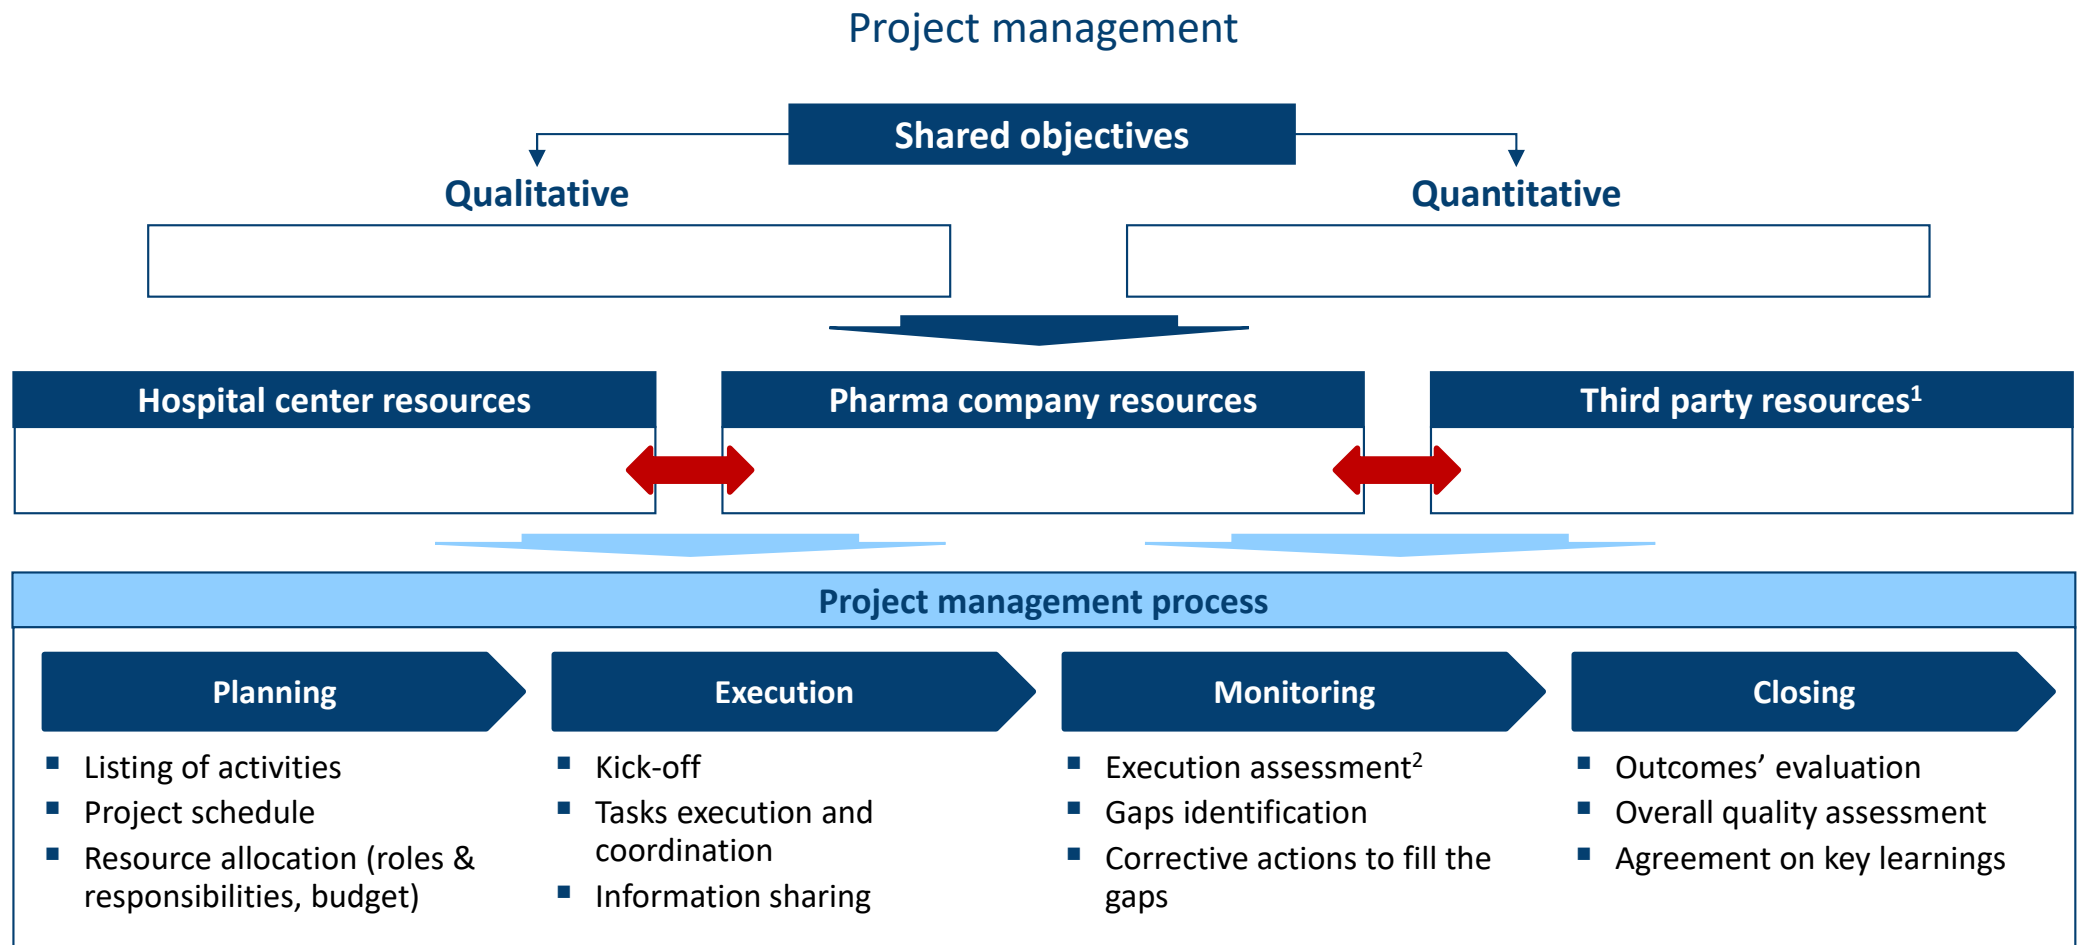 Project management
Shared objectives
Qualitative
Quantitative
Hospital center resources
Pharma company resources
Third party resources¹
Project management process
Planning
Execution
Monitoring
Closing
▪ Listing of activities
▪ Project schedule
▪ Resource allocation (roles &
responsibilities, budget)
▪ Kick-off
▪ Tasks execution and
coordination
▪ Information sharing
▪ Execution assessment²
▪ Gaps identification
▪ Corrective actions to fill the
gaps
▪ Outcomes’ evaluation
▪ Overall quality assessment
▪ Agreement on key learnings